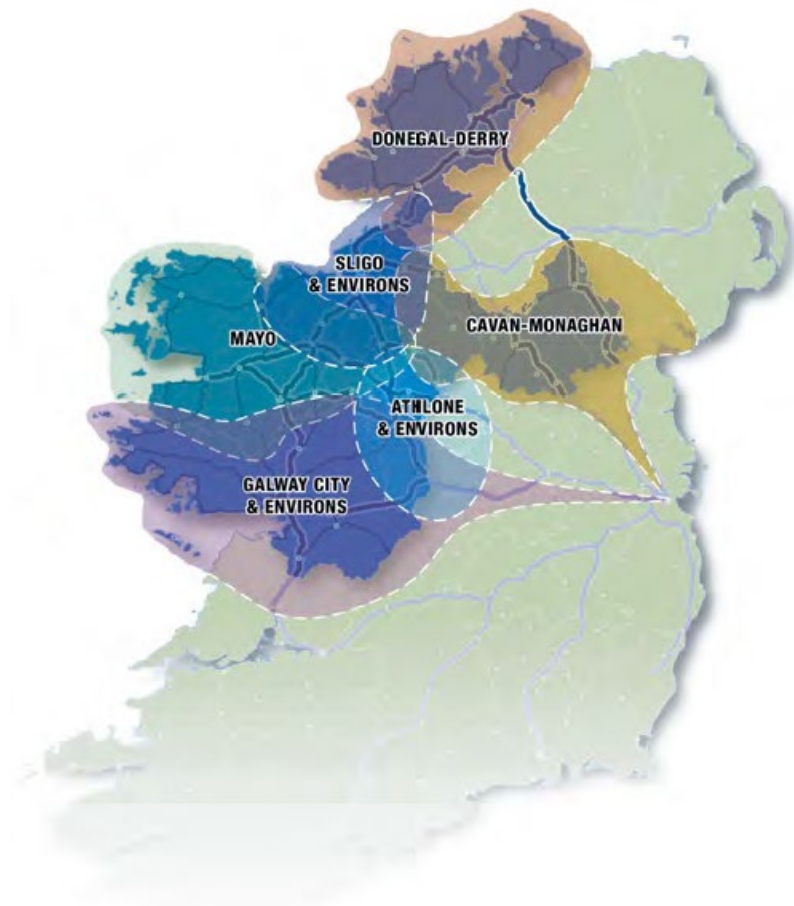 DONEGAL-DERRY
SLIGO
& ENVIRONS
MAYO
CAVAN-MONAGHAN
ATHLONE
& ENVIRONS
GALWAY CITY
& ENVIRONS